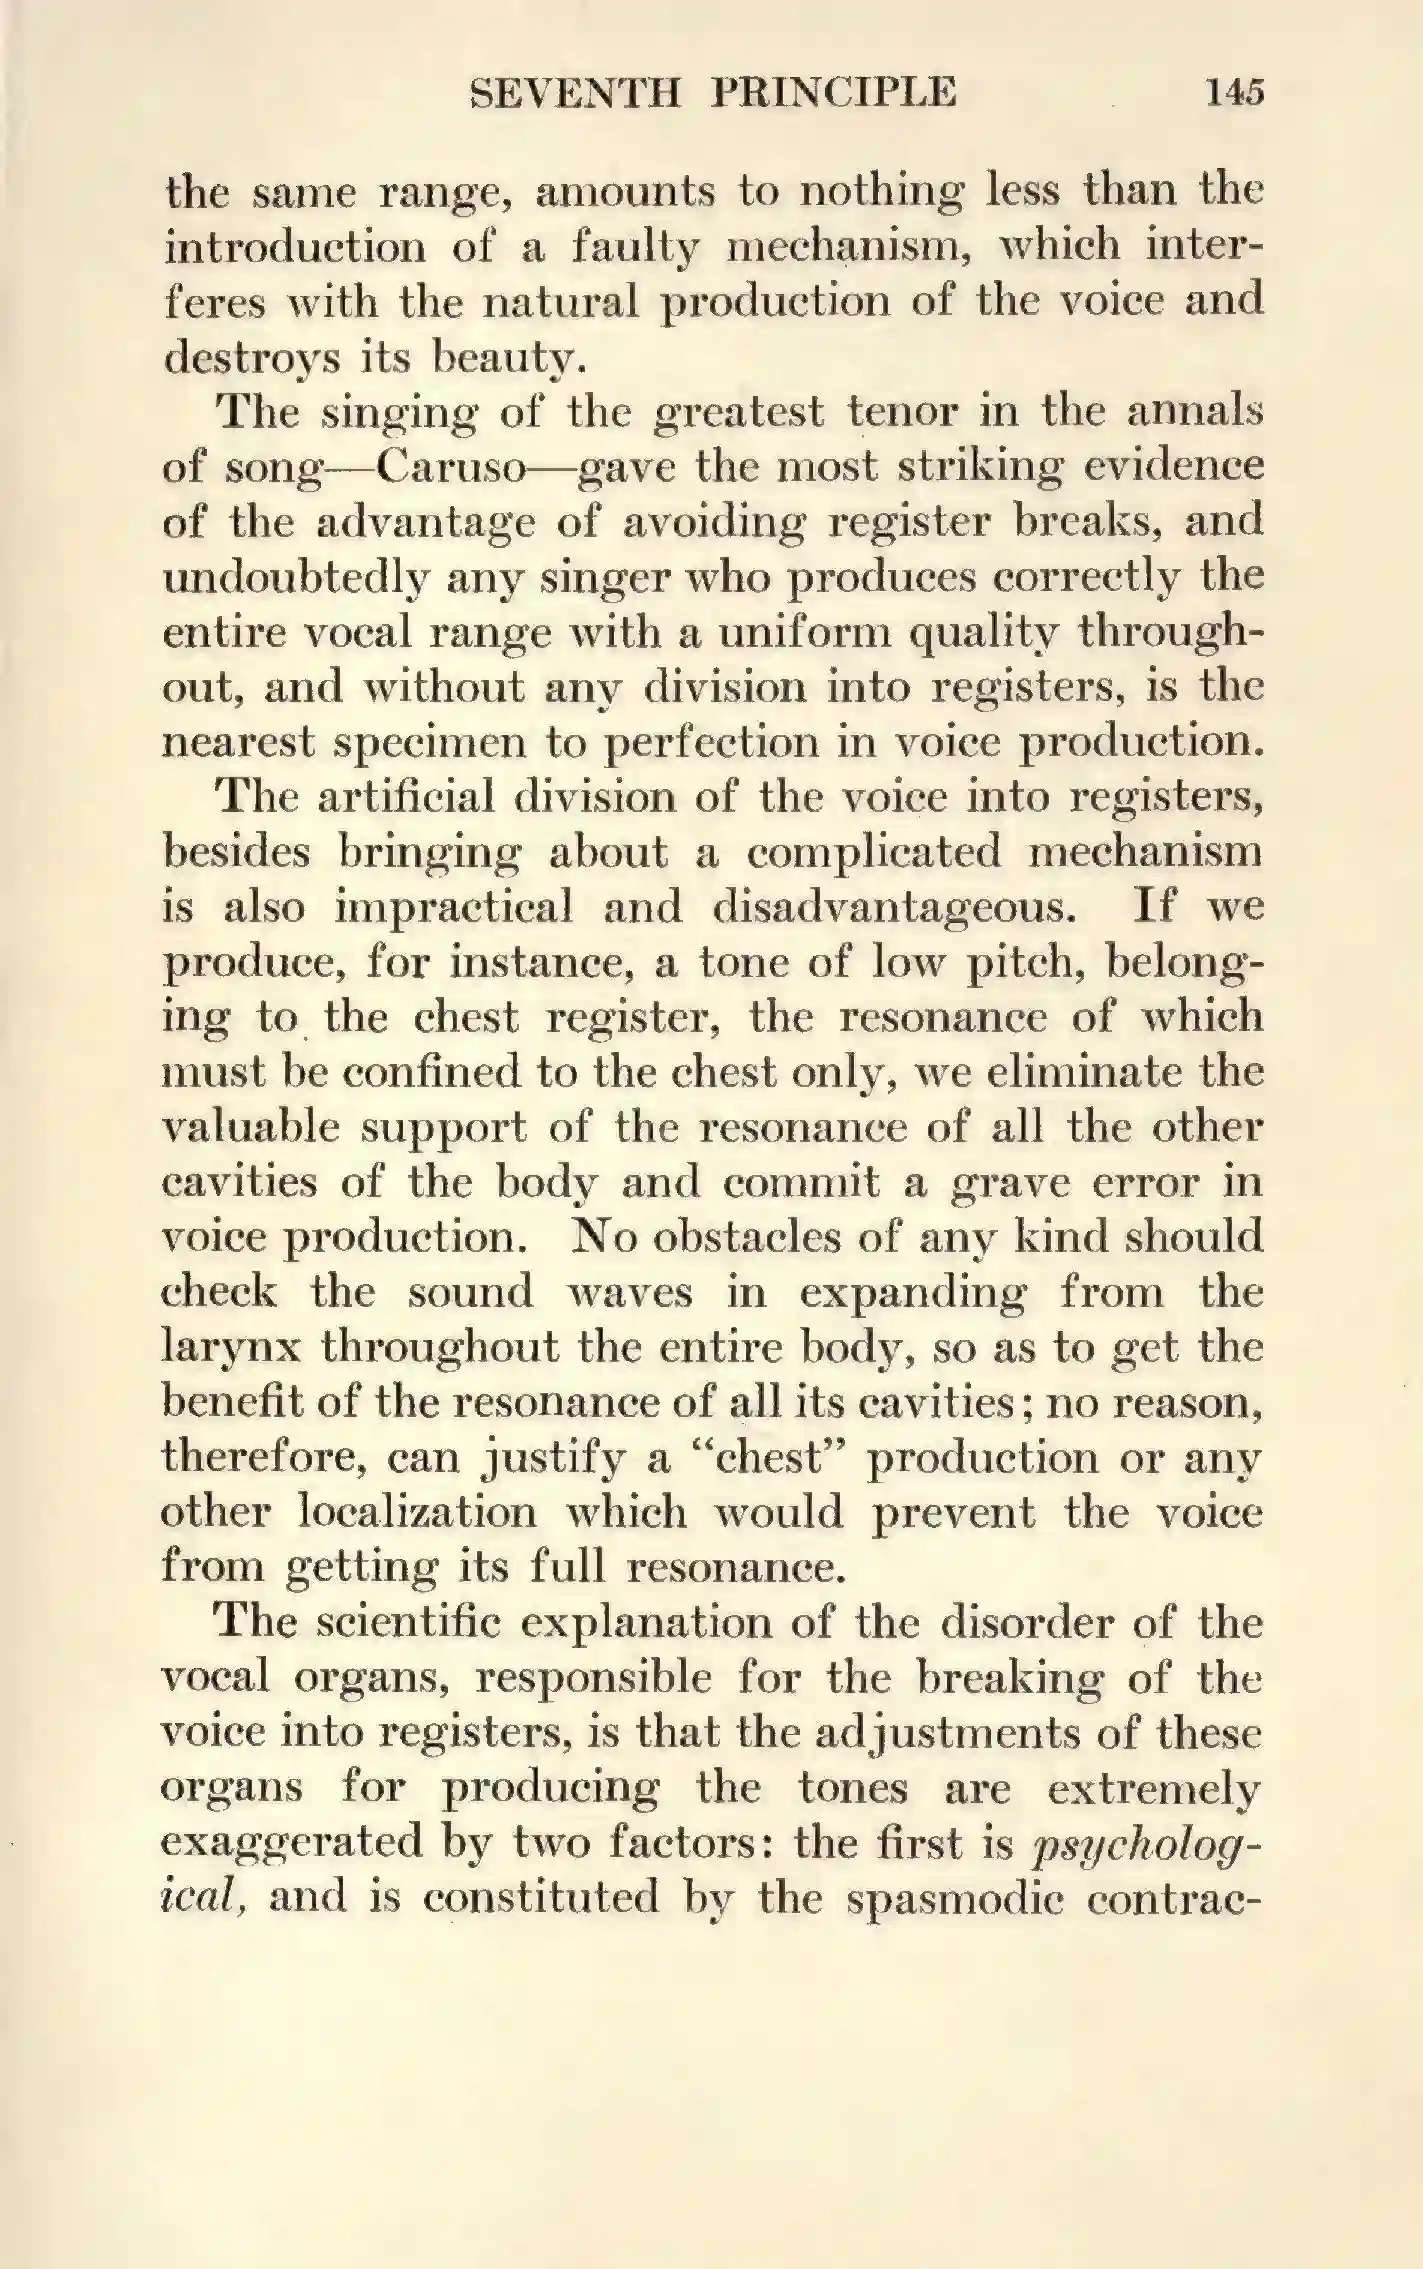 SEVENTH PRINCIPLE 145
the same range, amounts to nothing less than the
introduction of a faulty mechanism, which inter-
feres with the natural production of the voice and
destroys its beauty.
The singing of the greatest tenor in the annals
of song—Caruso—gave the most striking evidence
of the advantage of avoiding register breaks, and
undoubtedly any singer who produces correctly the
entire vocal range with a uniform quality through-
out, and without any division into registers, is the
nearest specimen to perfection in voice production.
The artificial division of the voice into registers,
besides bringing about a complicated mechanism
is also impractical and disadvantageous. If we
produce, for instance, a tone of low pitch, belong-
ing to the chest register, the resonance of which
must be confined to the chest only, we eliminate the
valuable support of the resonance of all the other
cavities of the body and commit a grave error in
voice production. No obstacles of any kind should
check the sound waves in expanding from the
larynx throughout the entire body, so as to get the
benefit of the resonance of all its cavities; no reason,
therefore, can justify a “chest” production or any
other localization which would prevent the voice
from getting its full resonance.
The scientific explanation of the disorder of the
vocal organs, responsible for the breaking of the
voice into registers, is that the adjustments of these
organs for producing the tones are extremely
exaggerated by two factors: the first is psycholog-
ical, and is constituted by the spasmodic contrac-